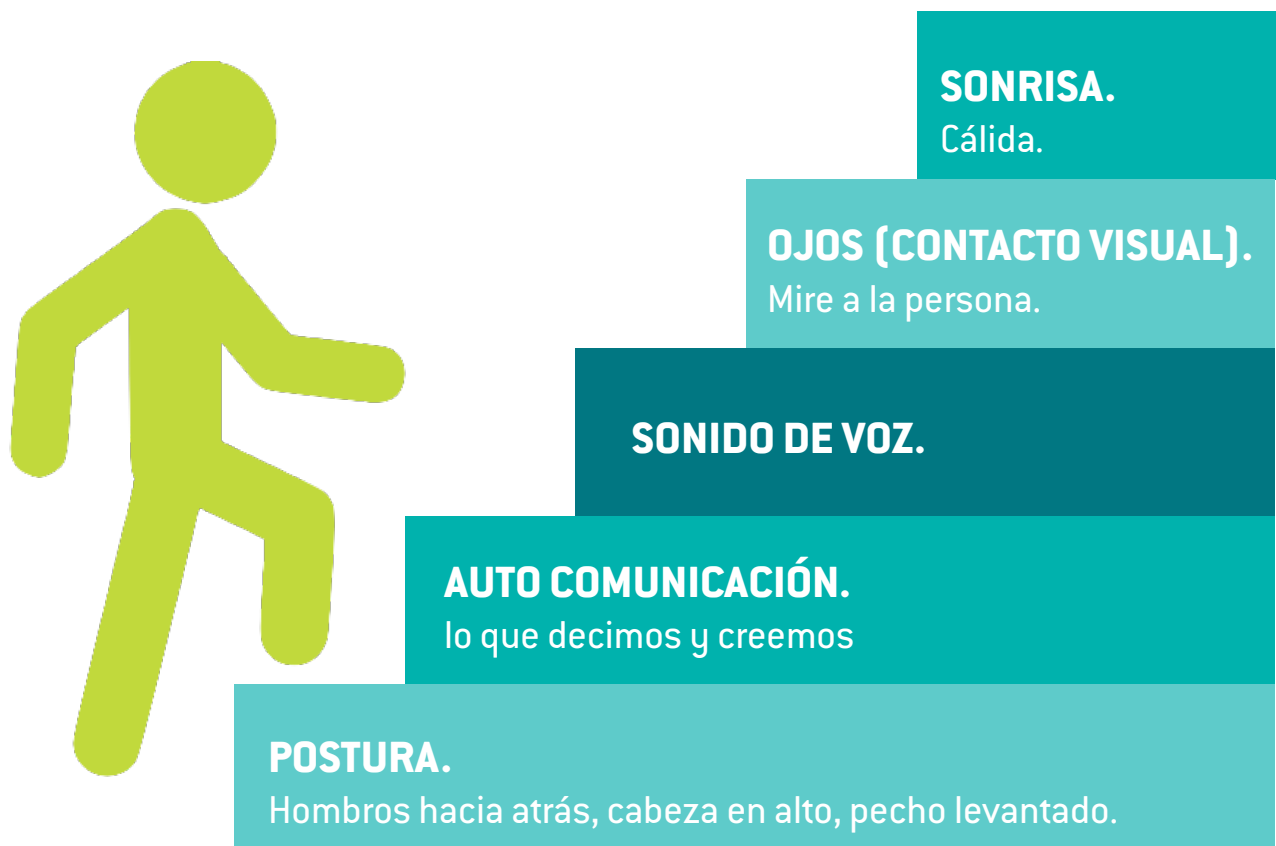 SONRISA.
Cálida.
OJOS (CONTACTO VISUAL).
Mire a la persona.
SONIDO DE VOZ.
AUTO COMUNICACIÓN.
lo que decimos y creemos
POSTURA.
Hombros hacia atrás, cabeza en alto, pecho levantado.